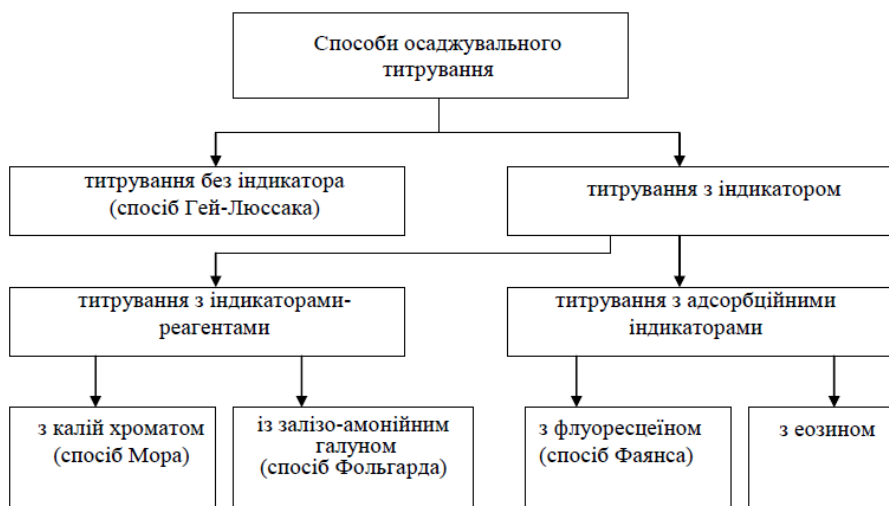 Способи осаджувального
титрування
титрування без індикатора
(спосіб Гей-Люссака)
титрування з індикатором
титрування з індикаторами-
реагентами
титрування з адсорбційними
індикаторами
з калій хроматом
(спосіб Мора)
із залізо-амонійним
галуном
(спосіб Фольгарда)
з флуоресцеїном
(спосіб Фаянса)
з еозином